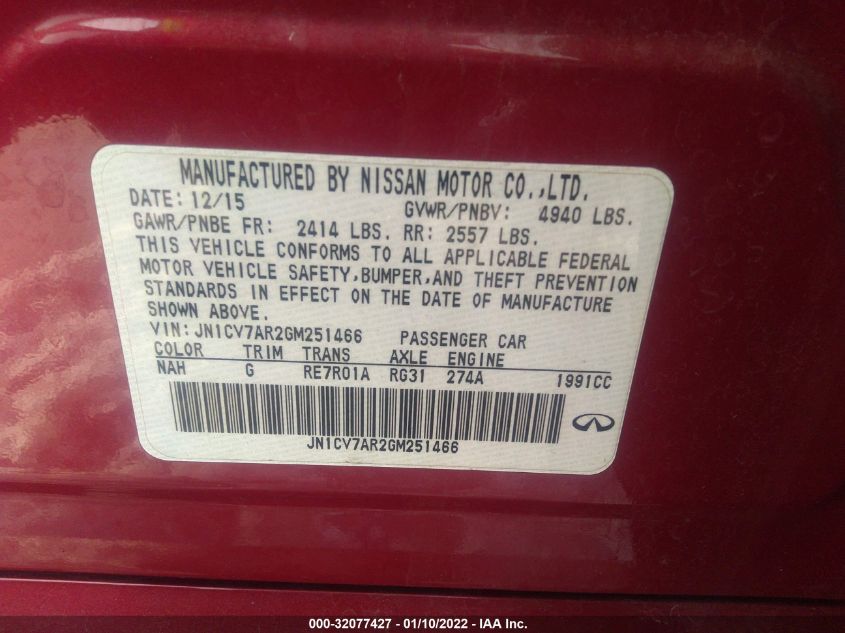 MANUFACTURED BY NISSAN MOTOR CO.,LTD.
DATE: 12/15 GVWR/PNBV: 4940 LBS.
GAWR/PNBE FR: 2414 LBS. RR: 2557 LBS.
THIS VEHICLE CONFORMS TO ALL APPLICABLE FEDERAL
MOTOR VEHICLE SAFETY,BUMPER,AND THEFT PREVENTION
STANDARDS IN EFFECT ON THE DATE OF MANUFACTURE
SHOWN ABOVE.
VIN: JN1CV7AR2GM251466 PASSENGER CAR
COLOR TRIM TRANS AXLE ENGINE
NAH G RE7R01A RG31 274A 1991CC
JN1CV7AR2GM251466
000-32077427 - 01/10/2022 - IAA Inc.